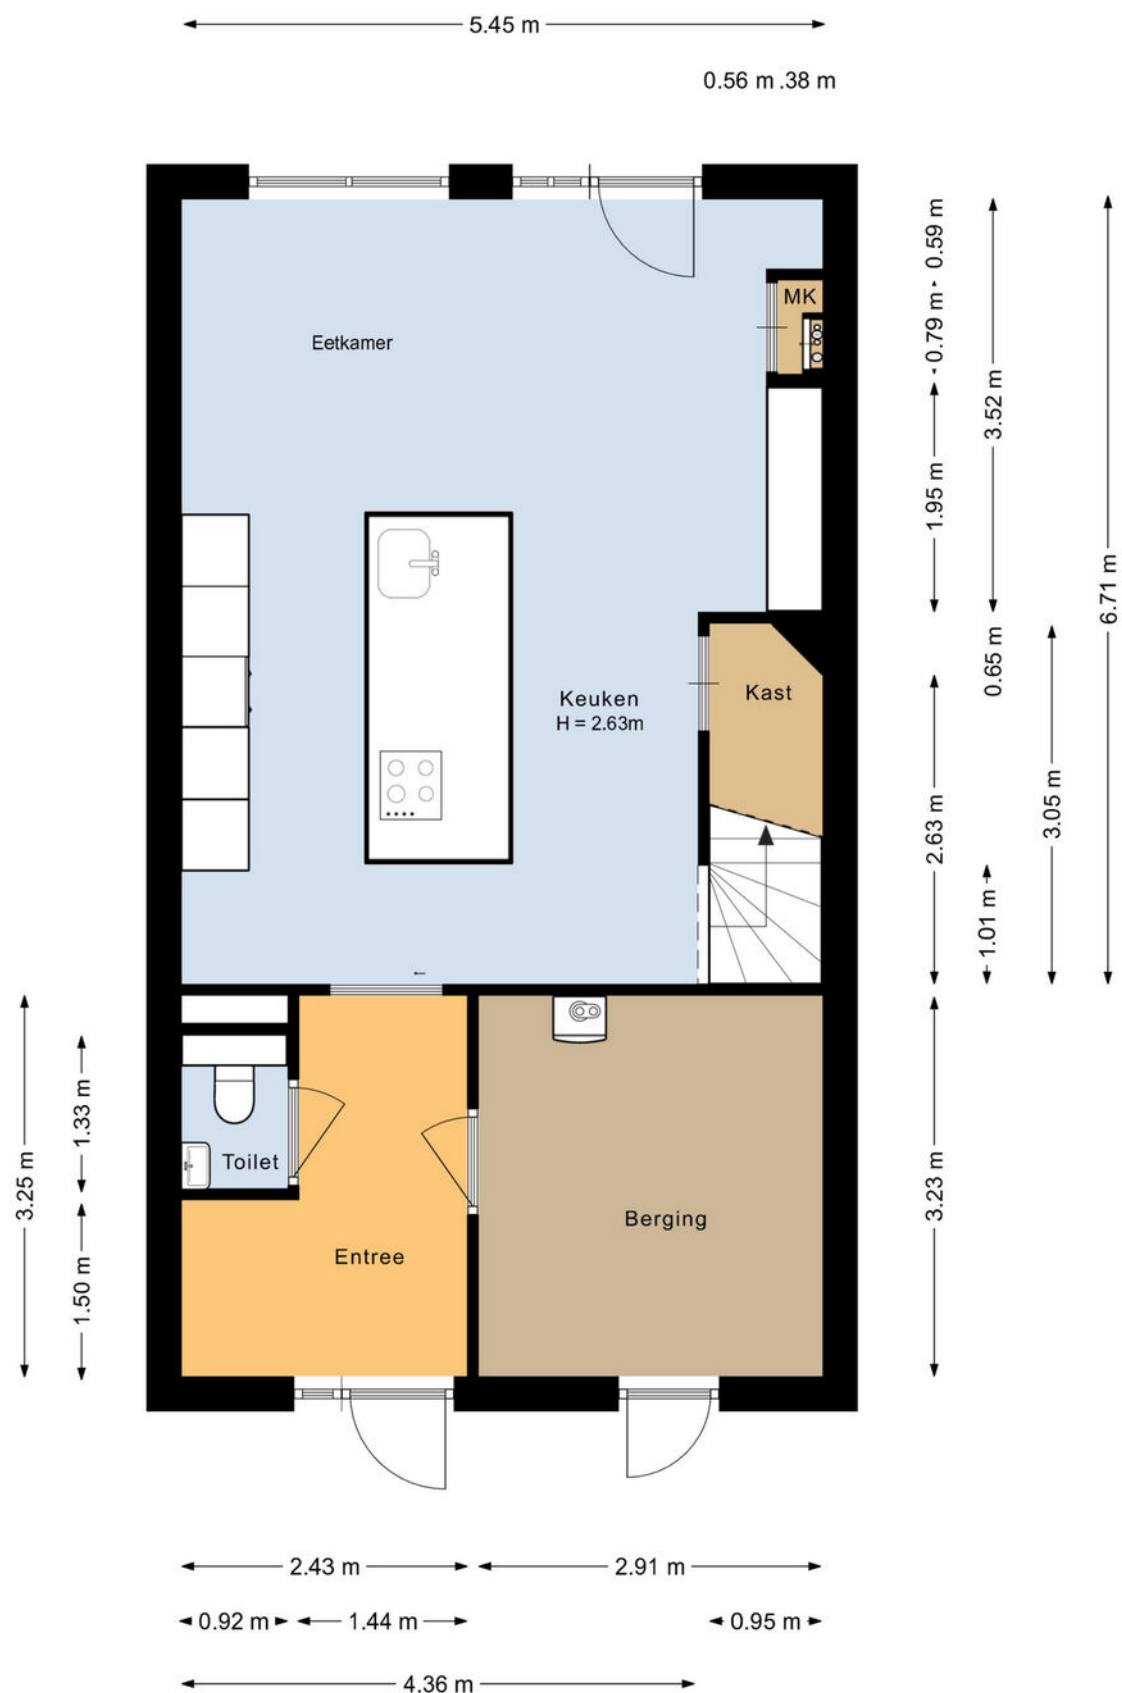 5.45 m
0.56 m .38 m
0.59 m
MK
0.79 m
Eetkamer
3.52 m
1.95 m
6.71 m
0.65 m
Kast
Keuken
H = 2.63m
3.05 m
2.63 m
1.01 m
1.33 m
Toilet
3.25 m
3.23 m
Berging
Entree
1.50 m
2.43 m
2.91 m
0.92 m
1.44 m
0.95 m
4.36 m